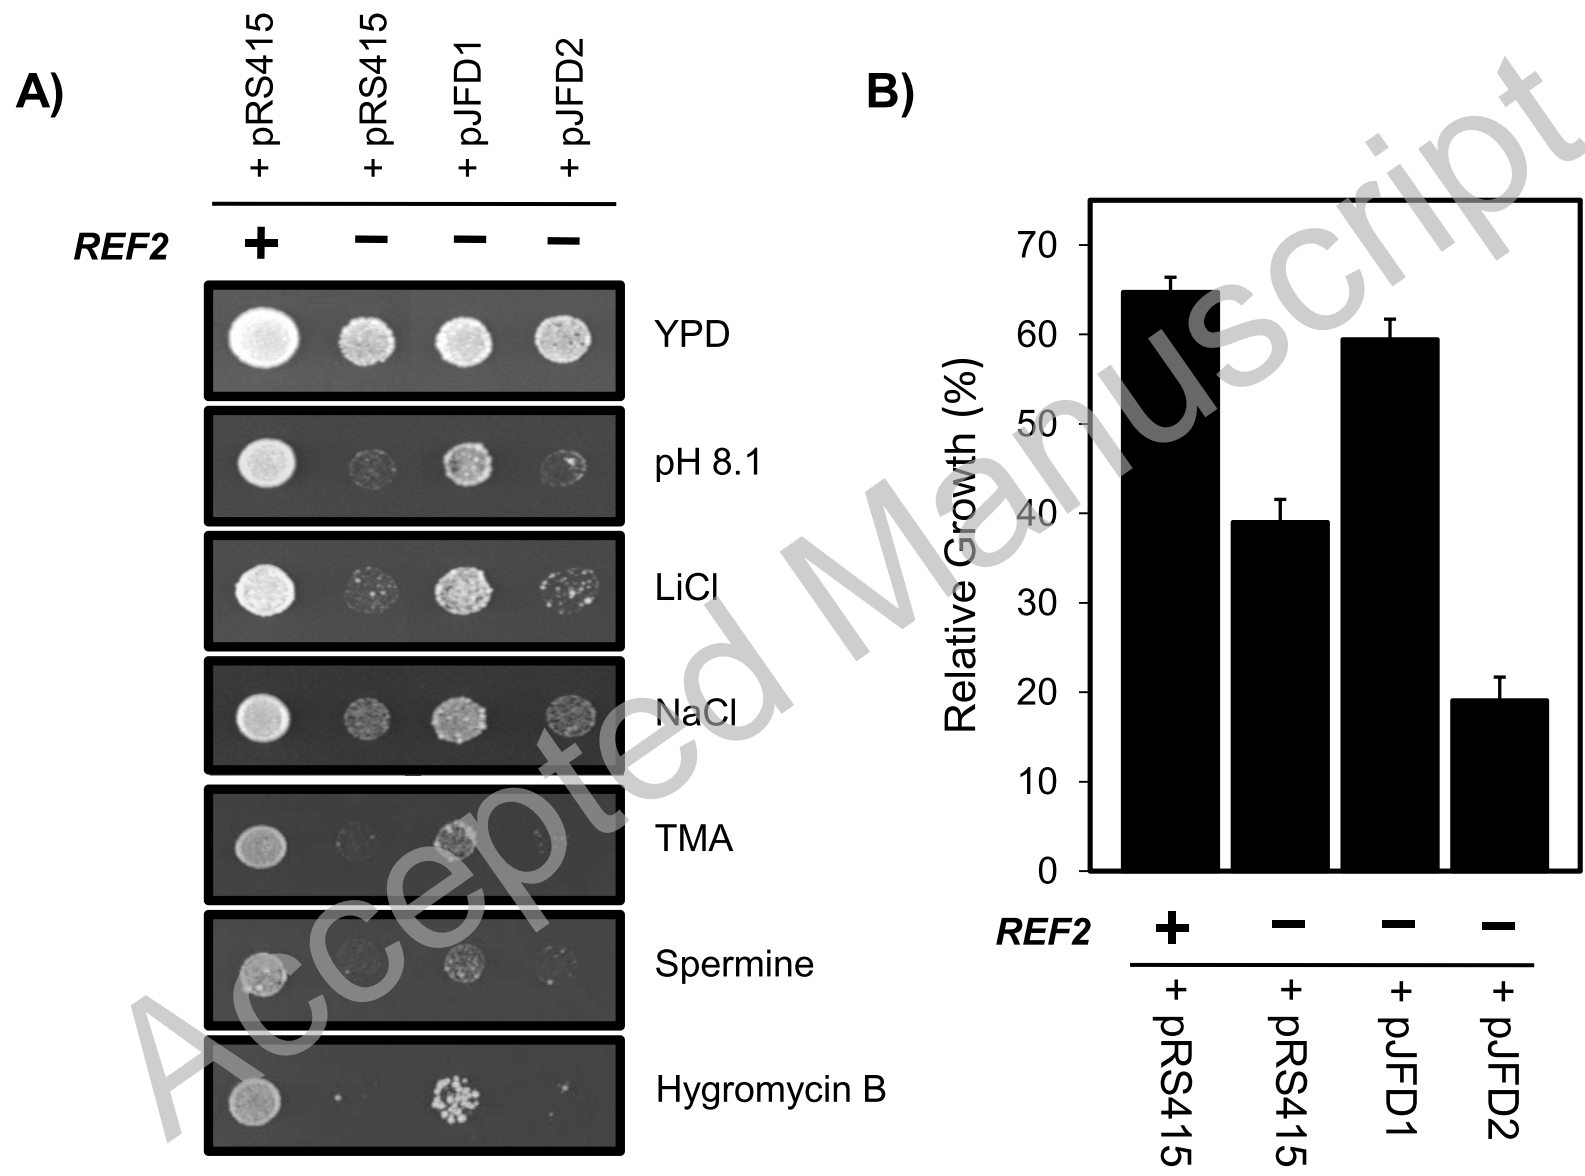 A)
+ pRS415
+ pRS415
+ pJFD1
+ pJFD2
REF2 + − − −
YPD
pH 8.1
LiCl
NaCl
TMA
Spermine
Hygromycin B
B)
Relative Growth (%)
70
60
50
40
30
20
10
0
REF2 + − − −
+ pRS415
+ pRS415
+ pJFD1
+ pJFD2
Accepted Manuscript